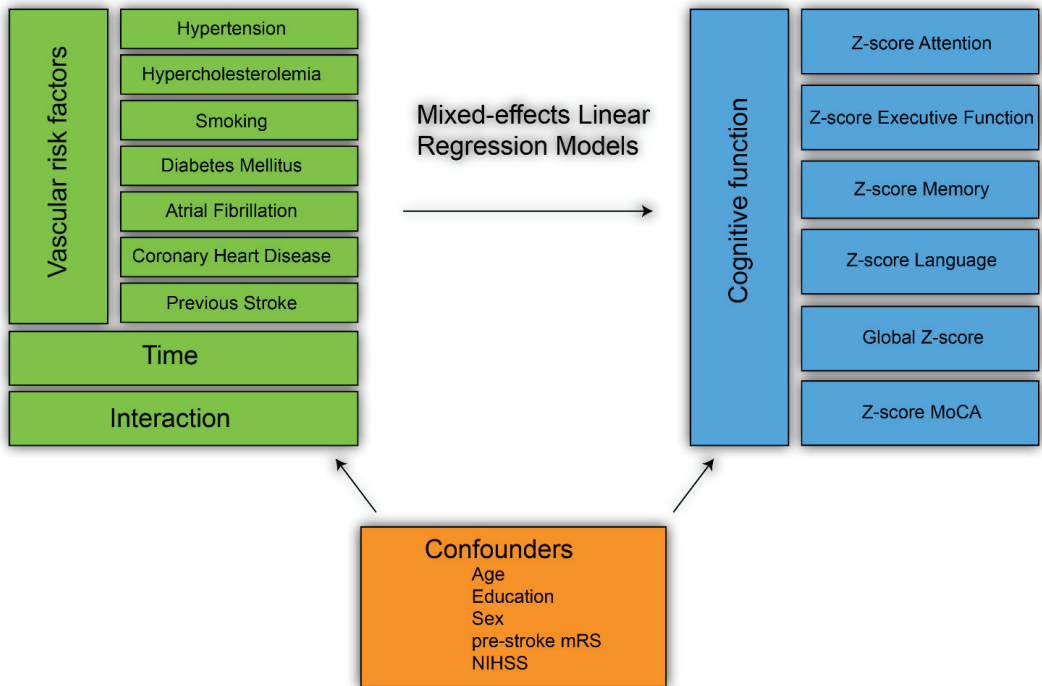 Vascular risk factors
Hypertension
Hypercholesterolemia
Smoking
Diabetes Mellitus
Atrial Fibrillation
Coronary Heart Disease
Previous Stroke
Time
Interaction
Mixed-effects Linear
Regression Models
Cognitive function
Z-score Attention
Z-score Executive Function
Z-score Memory
Z-score Language
Global Z-score
Z-score MoCA
Confounders
Age
Education
Sex
pre-stroke mRS
NIHSS